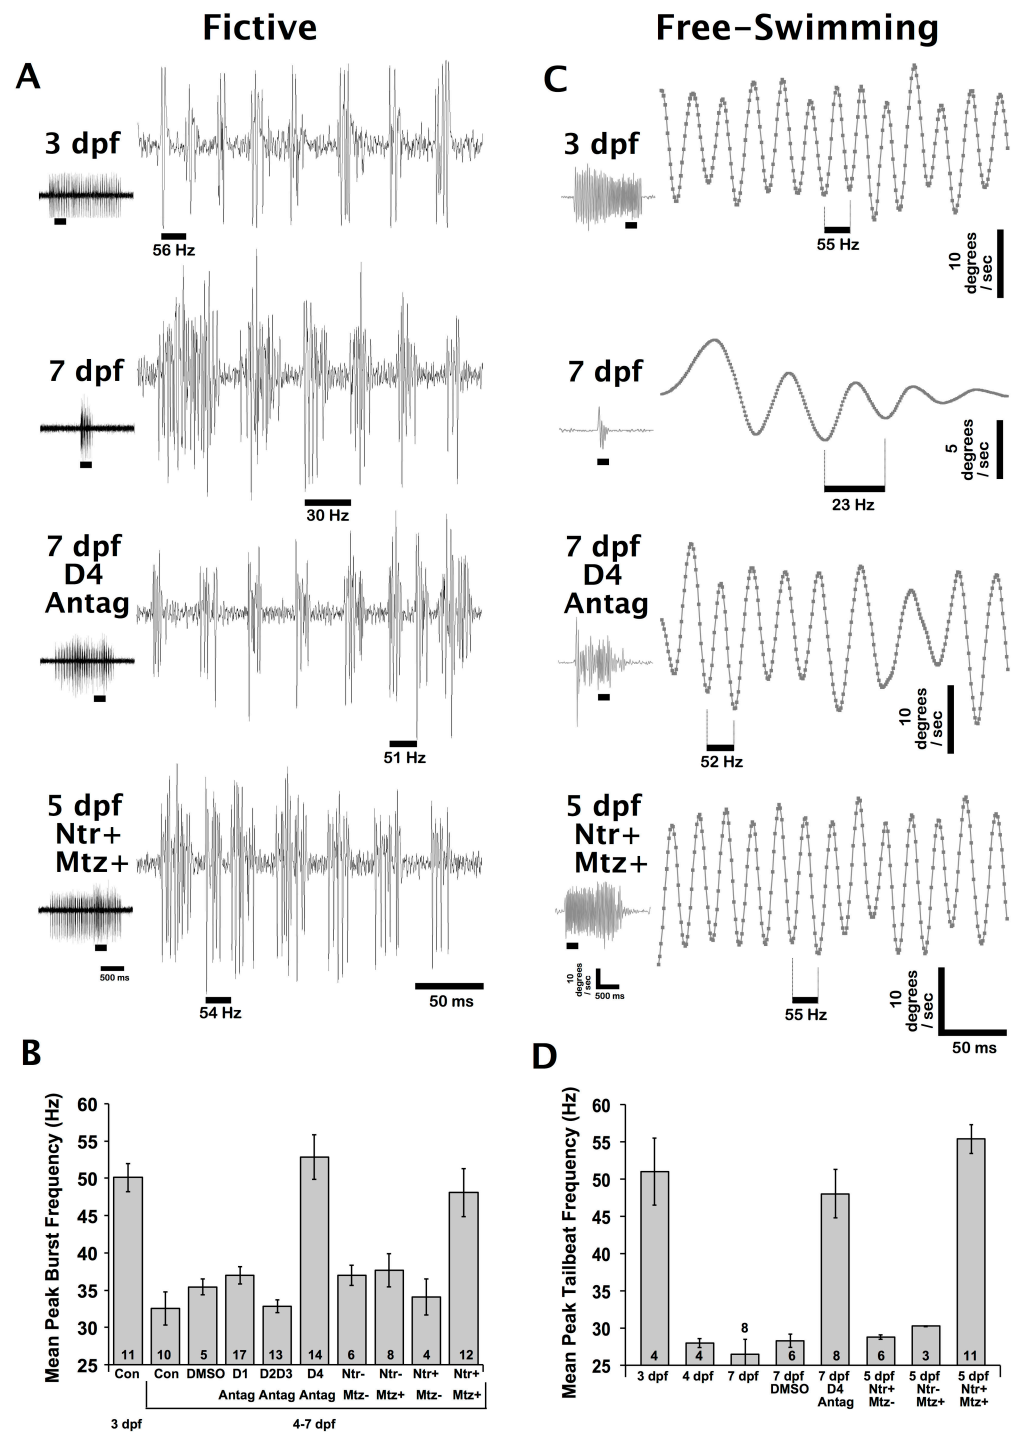 Fictive
Free-Swimming
A
3 dpf
56 Hz
7 dpf
30 Hz
7 dpf
D4
Antag
51 Hz
5 dpf
Ntr+
Mtz+
500 ms
54 Hz
50 ms
C
3 dpf
55 Hz
10
degrees
/ sec
7 dpf
23 Hz
5
degrees
/ sec
7 dpf
D4
Antag
52 Hz
10
degrees
/ sec
5 dpf
Ntr+
Mtz+
10
degrees
/ sec
500 ms
55 Hz
10
degrees
/ sec
50 ms
B
Mean Peak Burst Frequency (Hz)
60
55
50
45
40
35
30
25
11 10 5 17 13 14 6 8 4 12
Con Con DMSO D1 D2D3 D4 Ntr- Ntr- Ntr+ Ntr+
Antag Antag Antag Mtz- Mtz+ Mtz- Mtz+
3 dpf 4-7 dpf
D
Mean Peak Tailbeat Frequency (Hz)
60
55
50
45
40
35
30
25
8
4 4 6 8 6 3 11
3 dpf 4 dpf 7 dpf 7 dpf 7 dpf 5 dpf 5 dpf 5 dpf
DMSO D4 Ntr+ Ntr- Ntr+
Antag Mtz- Mtz+ Mtz+